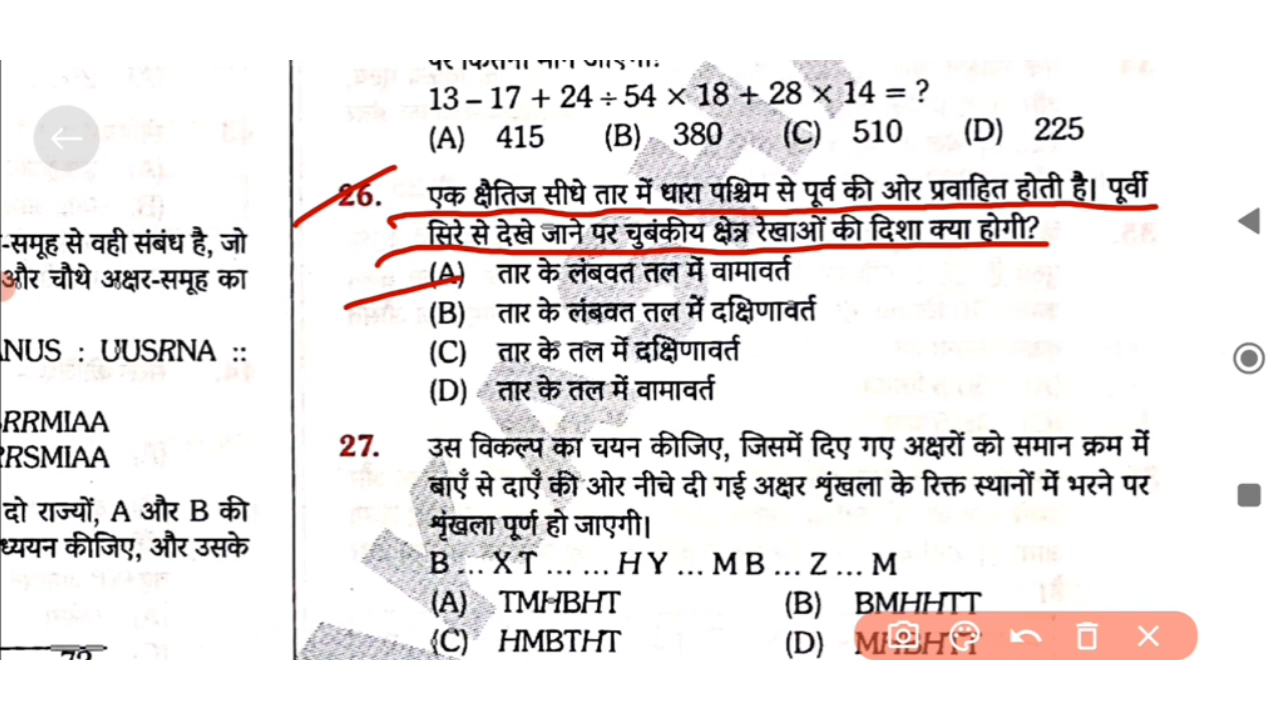 -समूह से वही संबंध है, जो
और चौथे अक्षर-समूह का
ANUS : UUSRNA ::
RRMIAA
RRSMIAA
दो राज्यों, A और B की
ध्ययन कीजिए, और उसके
13 – 17 + 24 ÷ 54 × 18 + 28 × 14 = ?
(A) 415 (B) 380 (C) 510 (D) 225
26. एक क्षैतिज सीधे तार में धारा पश्चिम से पूर्व की ओर प्रवाहित होती है। पूर्वी
सिरे से देखे जाने पर चुबंकीय क्षेत्र रेखाओं की दिशा क्या होगी?
(A) तार के लंबवत तल में वामावर्त
(B) तार के लंबवत तल में दक्षिणावर्त
(C) तार के तल में दक्षिणावर्त
(D) तार के तल में वामावर्त
27. उस विकल्प का चयन कीजिए, जिसमें दिए गए अक्षरों को समान क्रम में
बाएँ से दाएँ की ओर नीचे दी गई अक्षर शृंखला के रिक्त स्थानों में भरने पर
शृंखला पूर्ण हो जाएगी।
B ... X T ... ... H Y ... M B ... Z ... M
(A) TMHBHT (B) BMHHTT
(C) HMBTHT (D) MHBHTT